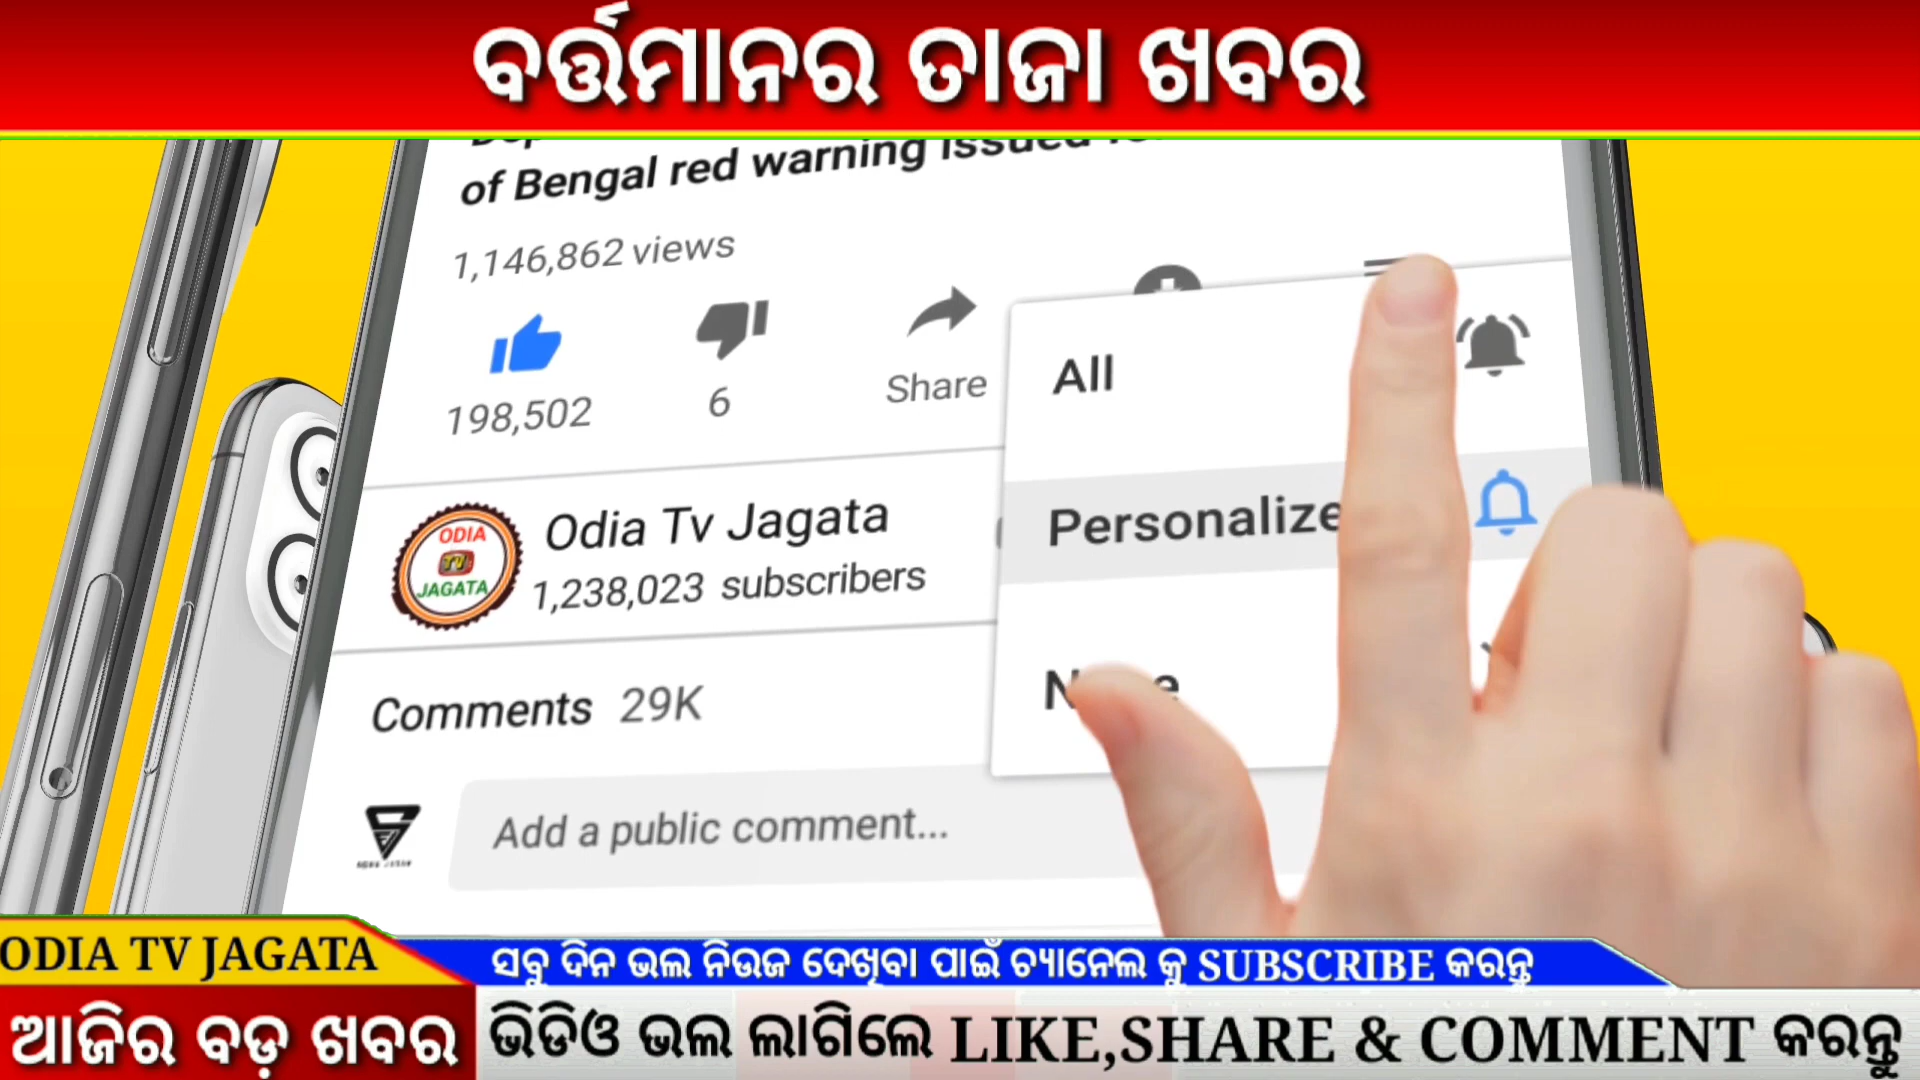 ବର୍ତ୍ତମାନର ତାଜା ଖବର
of Bengal red warning issued
1,146,862 views
198,502
6
Share
All
Personalize
ODIA
TV
JAGATA
Odia Tv Jagata
1,238,023 subscribers
Comments 29K
Add a public comment...
ODIA TV JAGATA
ସବୁ ଦିନ ଭଲ ନିଉଜ ଦେଖିବା ପାଇଁ ଚ୍ୟାନେଲ କୁ SUBSCRIBE କରନ୍ତୁ
ଆଜିର ବଡ଼ ଖବର
ଭିଡିଓ ଭଲ ଲାଗିଲେ LIKE,SHARE & COMMENT କରନ୍ତୁ